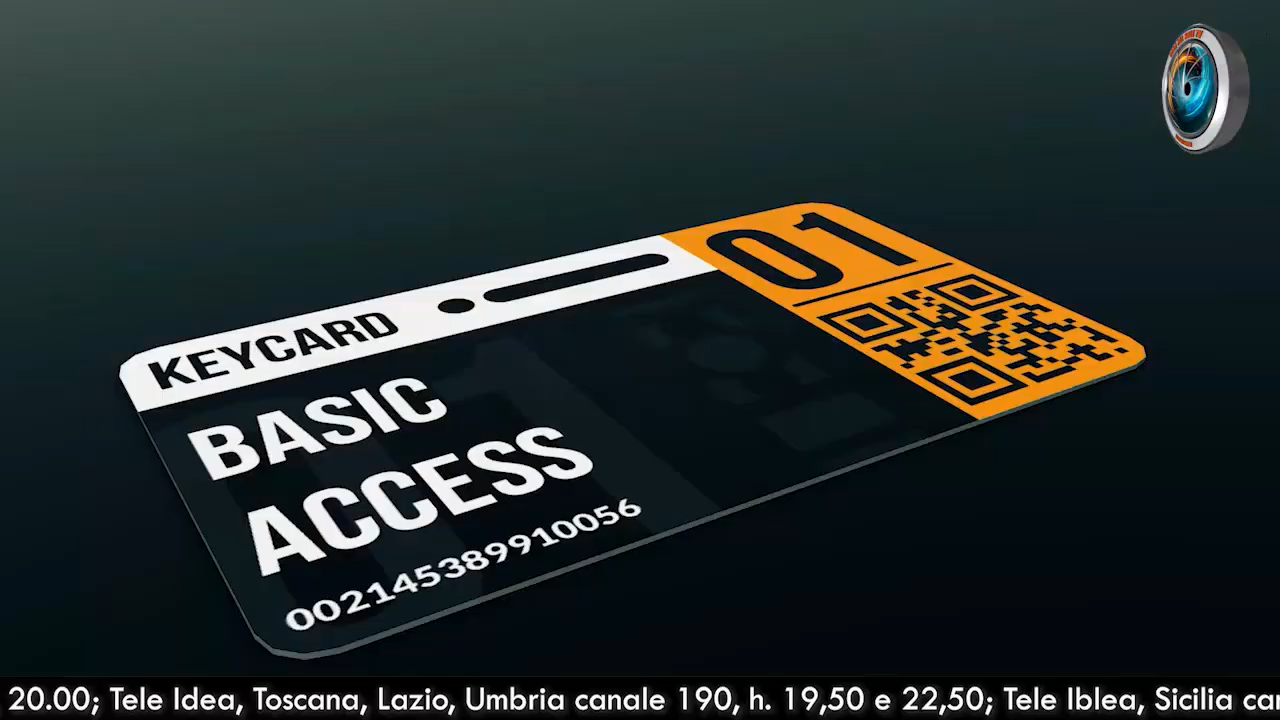 KEYCARD
01
BASIC
ACCESS
002145389910056
20.00; Tele Idea, Toscana, Lazio, Umbria canale 190, h. 19,50 e 22,50; Tele Iblea, Sicilia